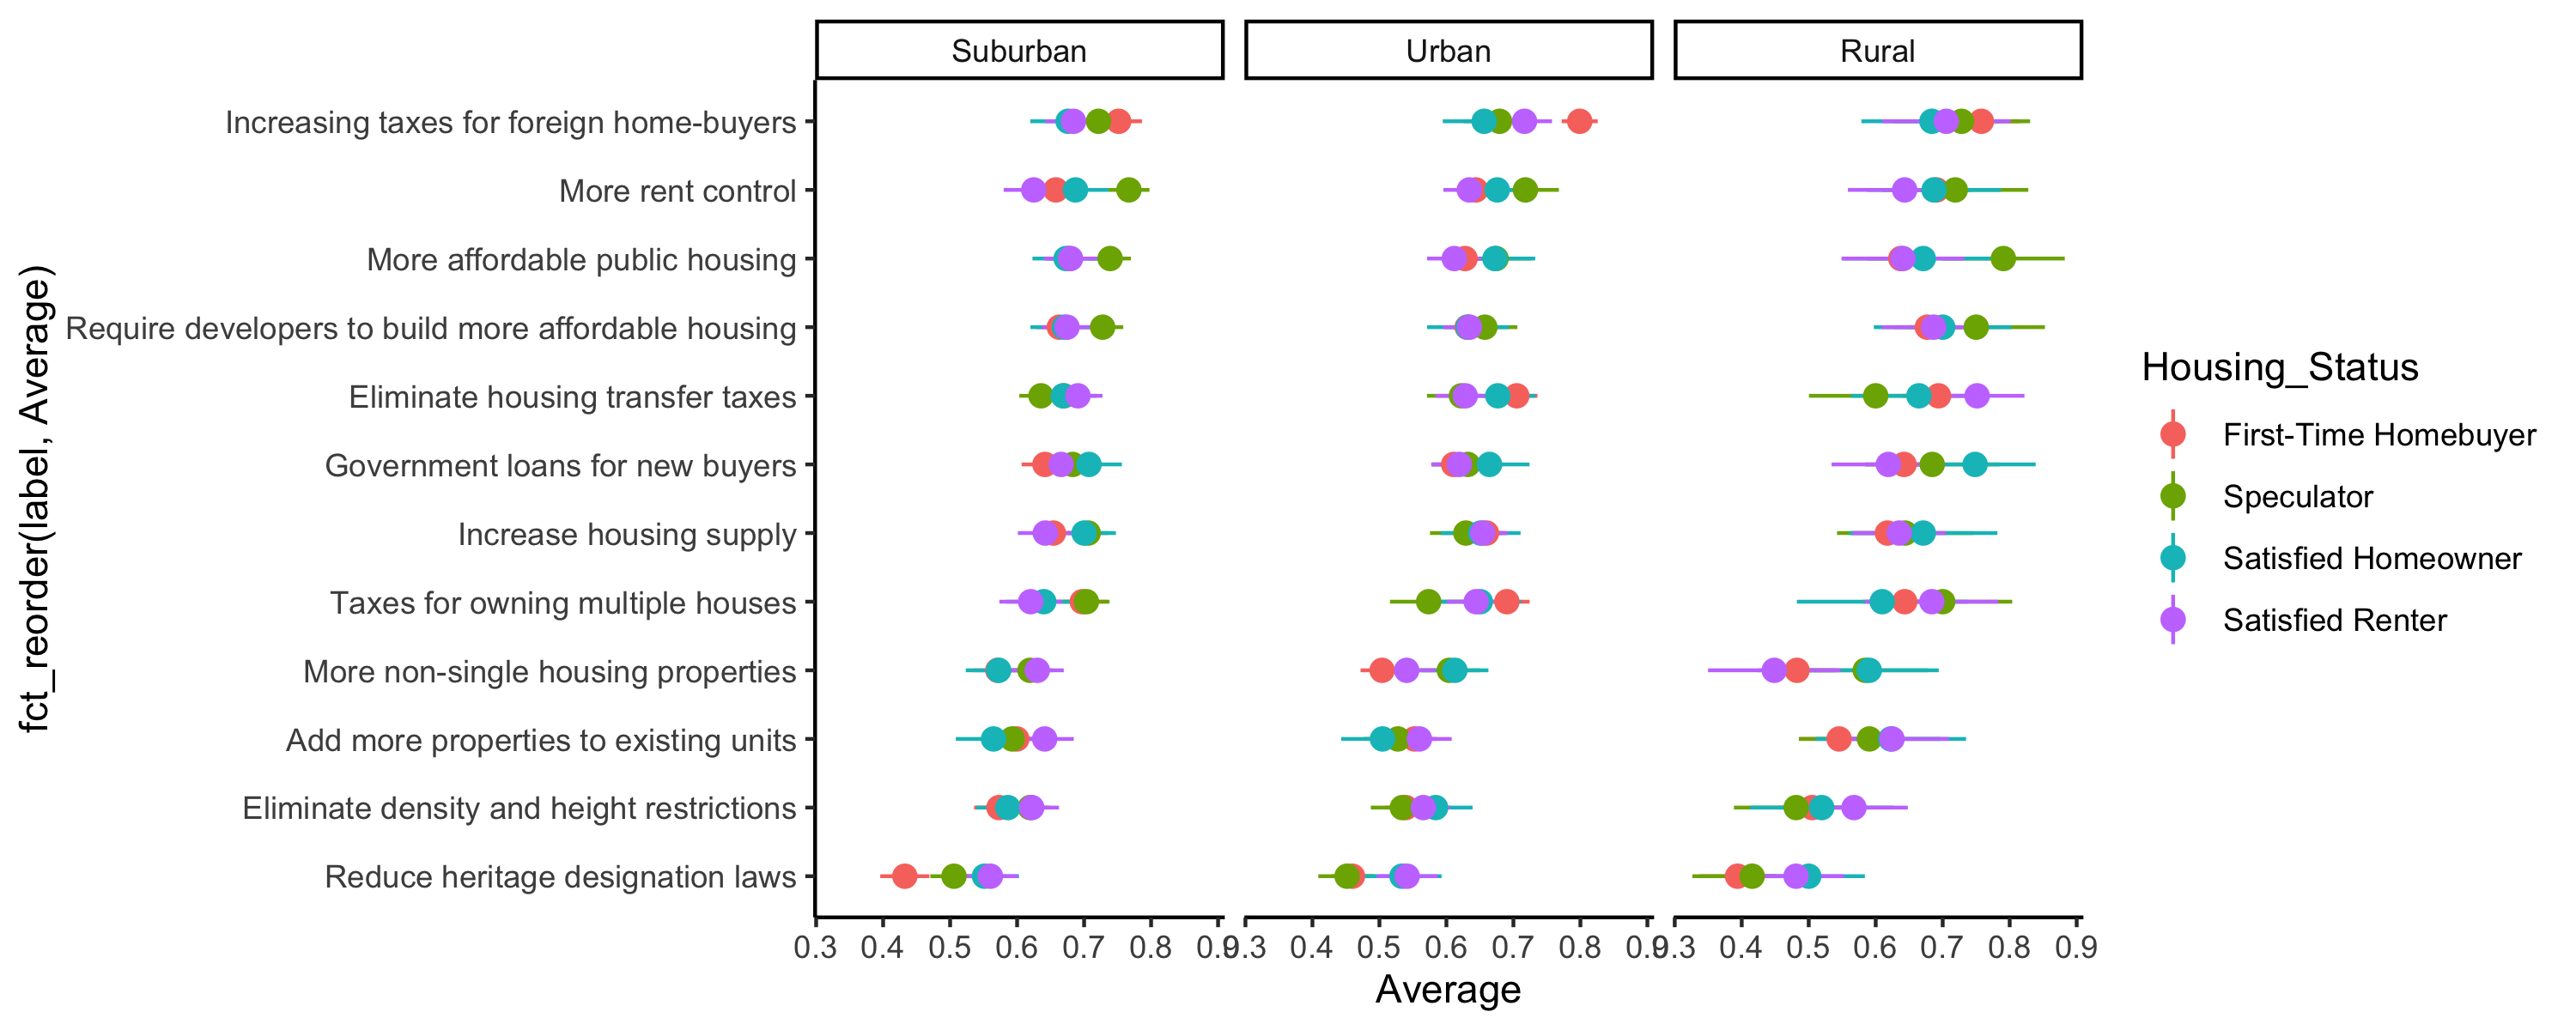 Suburban
Urban
Rural
Increasing taxes for foreign home-buyers
More rent control
More affordable public housing
Require developers to build more affordable housing
Eliminate housing transfer taxes
Government loans for new buyers
Increase housing supply
Taxes for owning multiple houses
More non-single housing properties
Add more properties to existing units
Eliminate density and height restrictions
Reduce heritage designation laws
fct_reorder(label, Average)
0.3 0.4 0.5 0.6 0.7 0.8 0.9
0.3 0.4 0.5 0.6 0.7 0.8 0.9
0.3 0.4 0.5 0.6 0.7 0.8 0.9
Average
Housing_Status
First-Time Homebuyer
Speculator
Satisfied Homeowner
Satisfied Renter